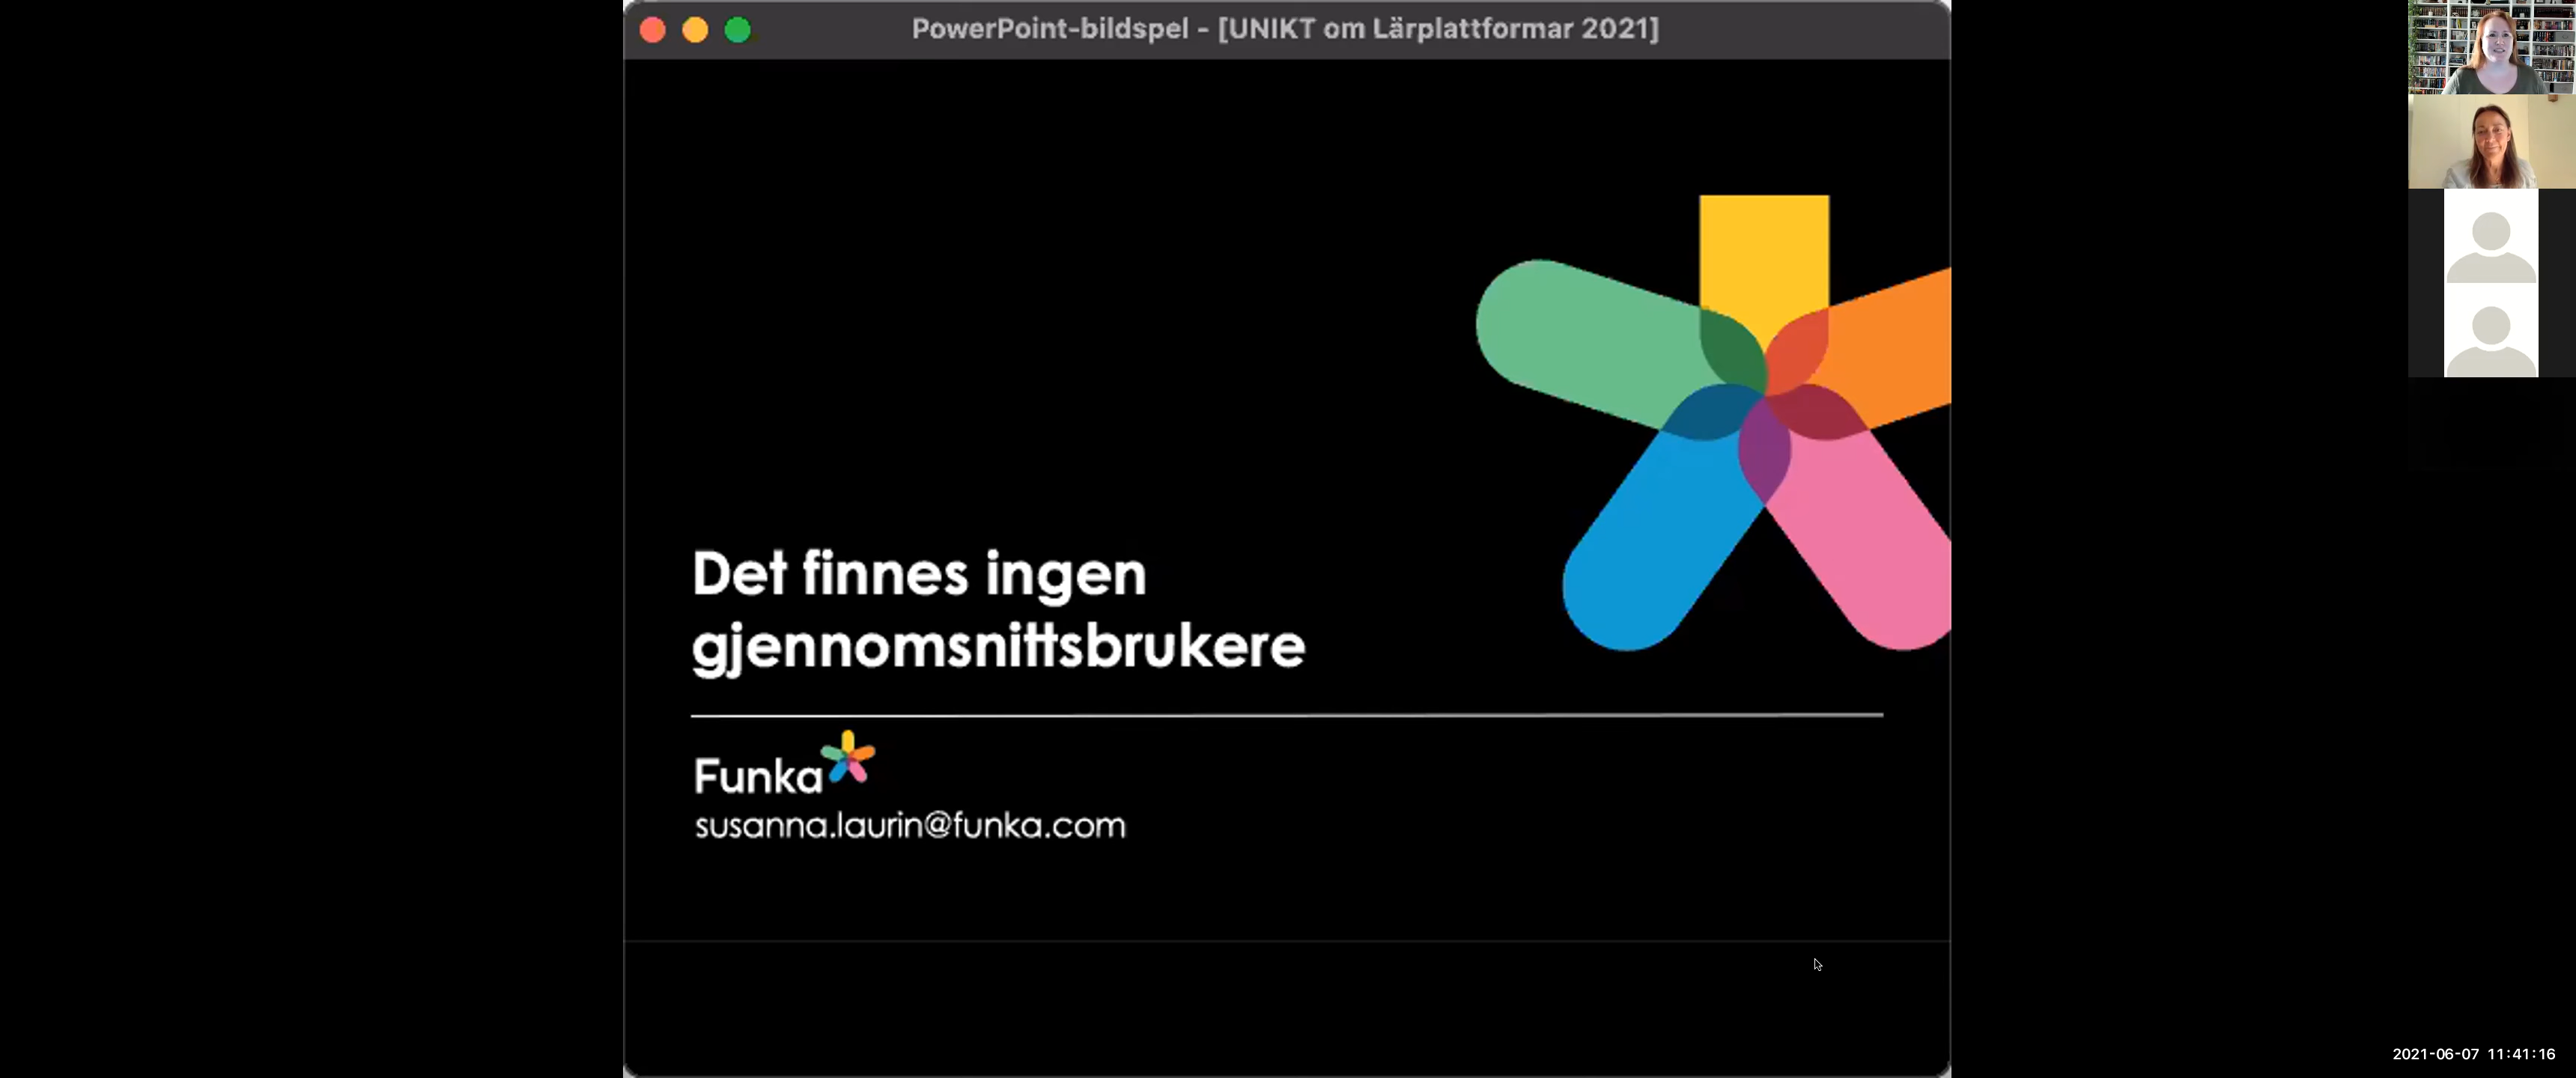 PowerPoint-bildspel - [UNIKT om Lärplattformar 2021]
Det finnes ingen
gjennomsnittsbrukere
Funka
susanna.laurin@funka.com
2021-06-07 11:41:16